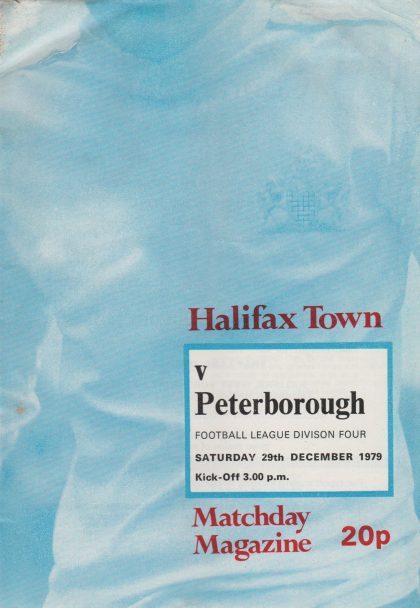 Halifax Town
v
Peterborough
FOOTBALL LEAGUE DIVISON FOUR
SATURDAY 29th DECEMBER 1979
Kick-Off 3.00 p.m.
Matchday
Magazine 20p